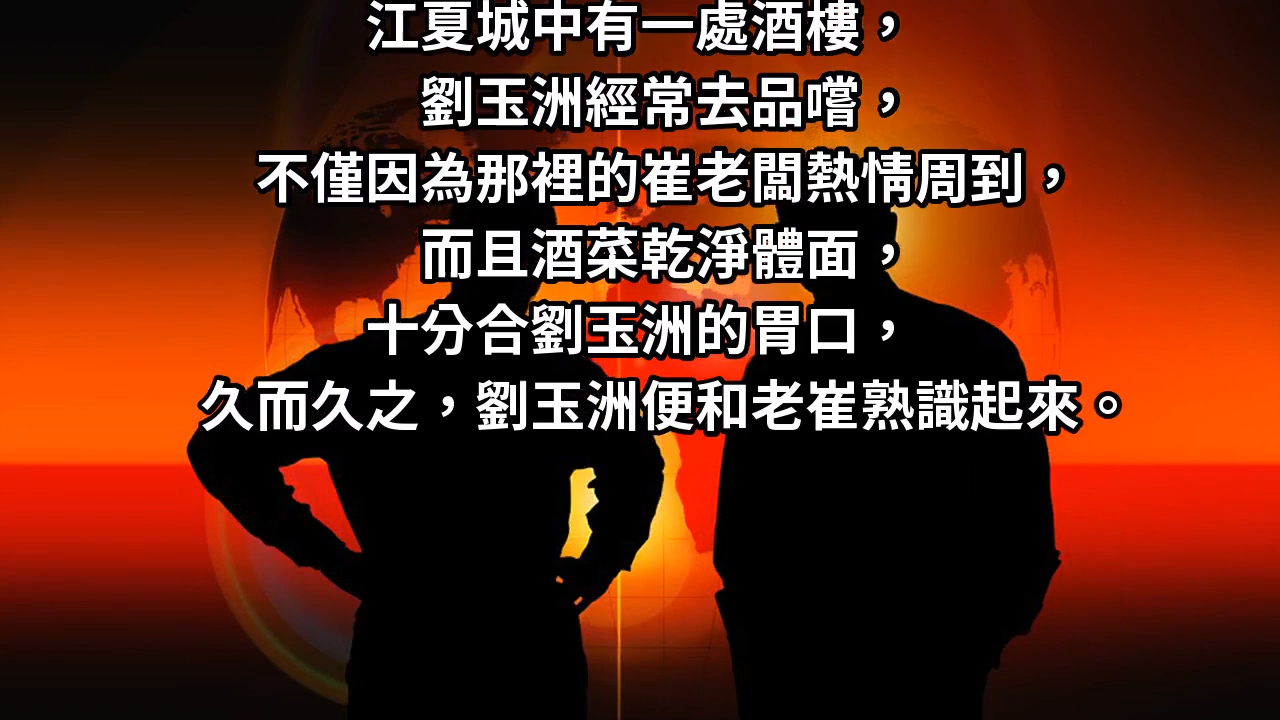 江夏城中有一處酒樓，
劉玉洲經常去品嚐，
不僅因為那裡的崔老闆熱情周到，
而且酒菜乾淨體面，
十分合劉玉洲的胃口，
久而久之，劉玉洲便和老崔熟識起來。